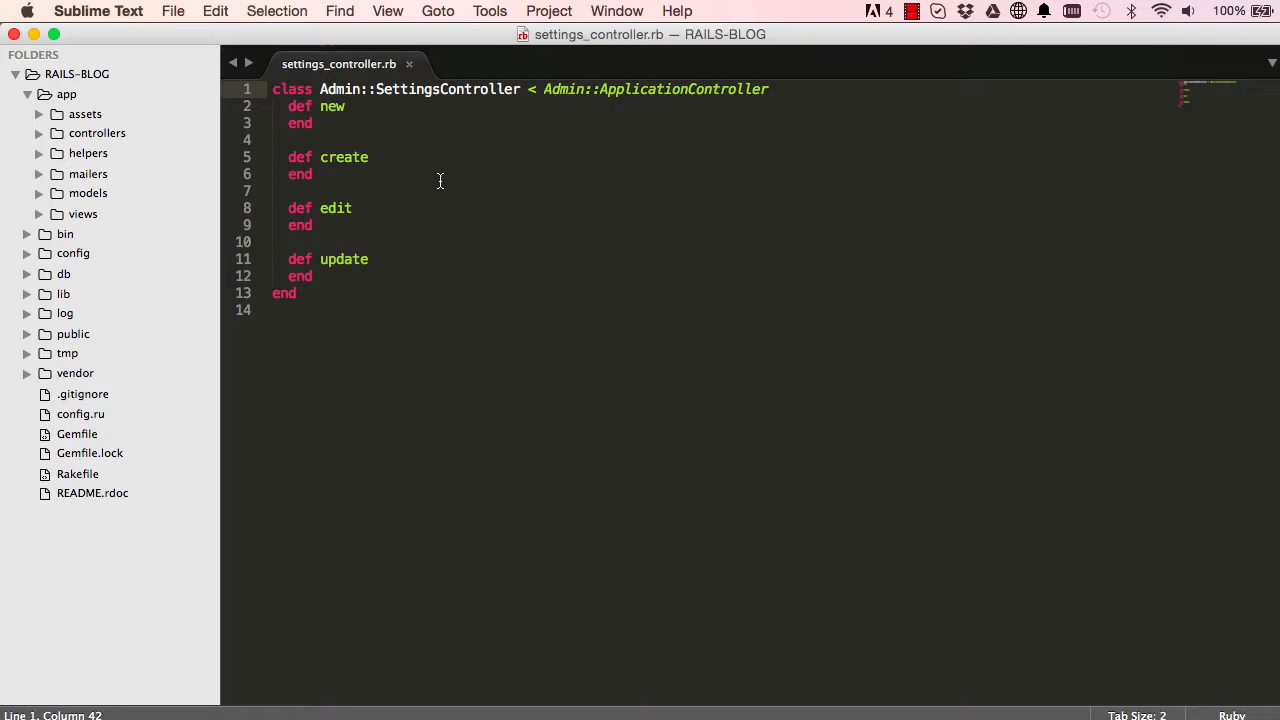 Sublime Text File Edit Selection Find View Goto Tools Project Window Help 4 100%
settings_controller.rb — RAILS-BLOG
FOLDERS
RAILS-BLOG
app
assets
controllers
helpers
mailers
models
views
bin
config
db
lib
log
public
tmp
vendor
.gitignore
config.ru
Gemfile
Gemfile.lock
Rakefile
README.rdoc
settings_controller.rb ×
1 class Admin::SettingsController < Admin::ApplicationController
2 def new
3 end
4
5 def create
6 end
7
8 def edit
9 end
10
11 def update
12 end
13 end
14
Line 1, Column 42 Tab Size: 2 Ruby